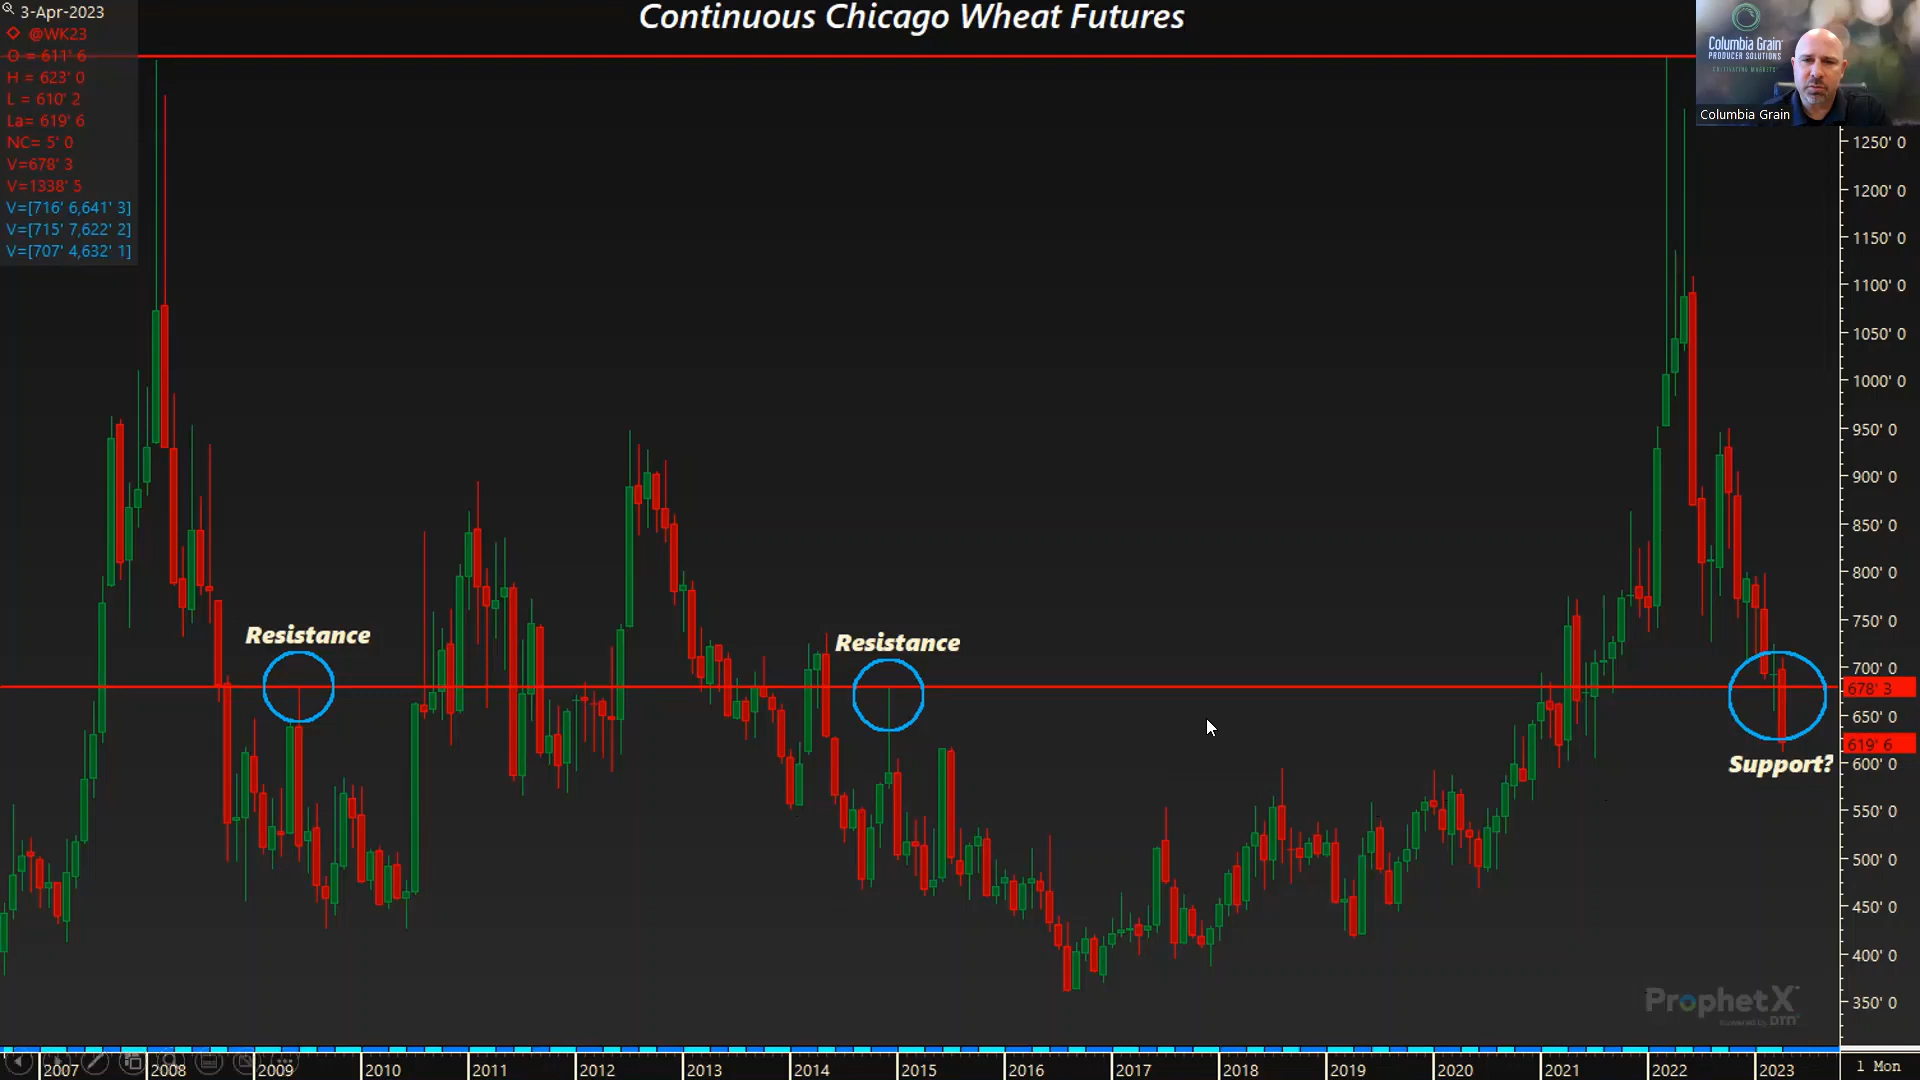 3-Apr-2023
@WK23
O = 611' 6
H = 623' 0
L = 610' 2
La= 619' 6
NC= 5' 0
V=678' 3
V=1338' 5
V=[716' 6,641' 3]
V=[715' 7,622' 2]
V=[707' 4,632' 1]
Continuous Chicago Wheat Futures
Columbia Grain
PRODUCER SOLUTIONS
CULTIVATING MARKETS
Columbia Grain
1250' 0
1200' 0
1150' 0
1100' 0
1050' 0
1000' 0
950' 0
900' 0
850' 0
800' 0
750' 0
700' 0
678' 3
650' 0
619' 6
600' 0
550' 0
500' 0
450' 0
400' 0
350' 0
Resistance
Resistance
Support?
ProphetX
powered by DTN
2007 2008 2009 2010 2011 2012 2013 2014 2015 2016 2017 2018 2019 2020 2021 2022 2023 1 Mon